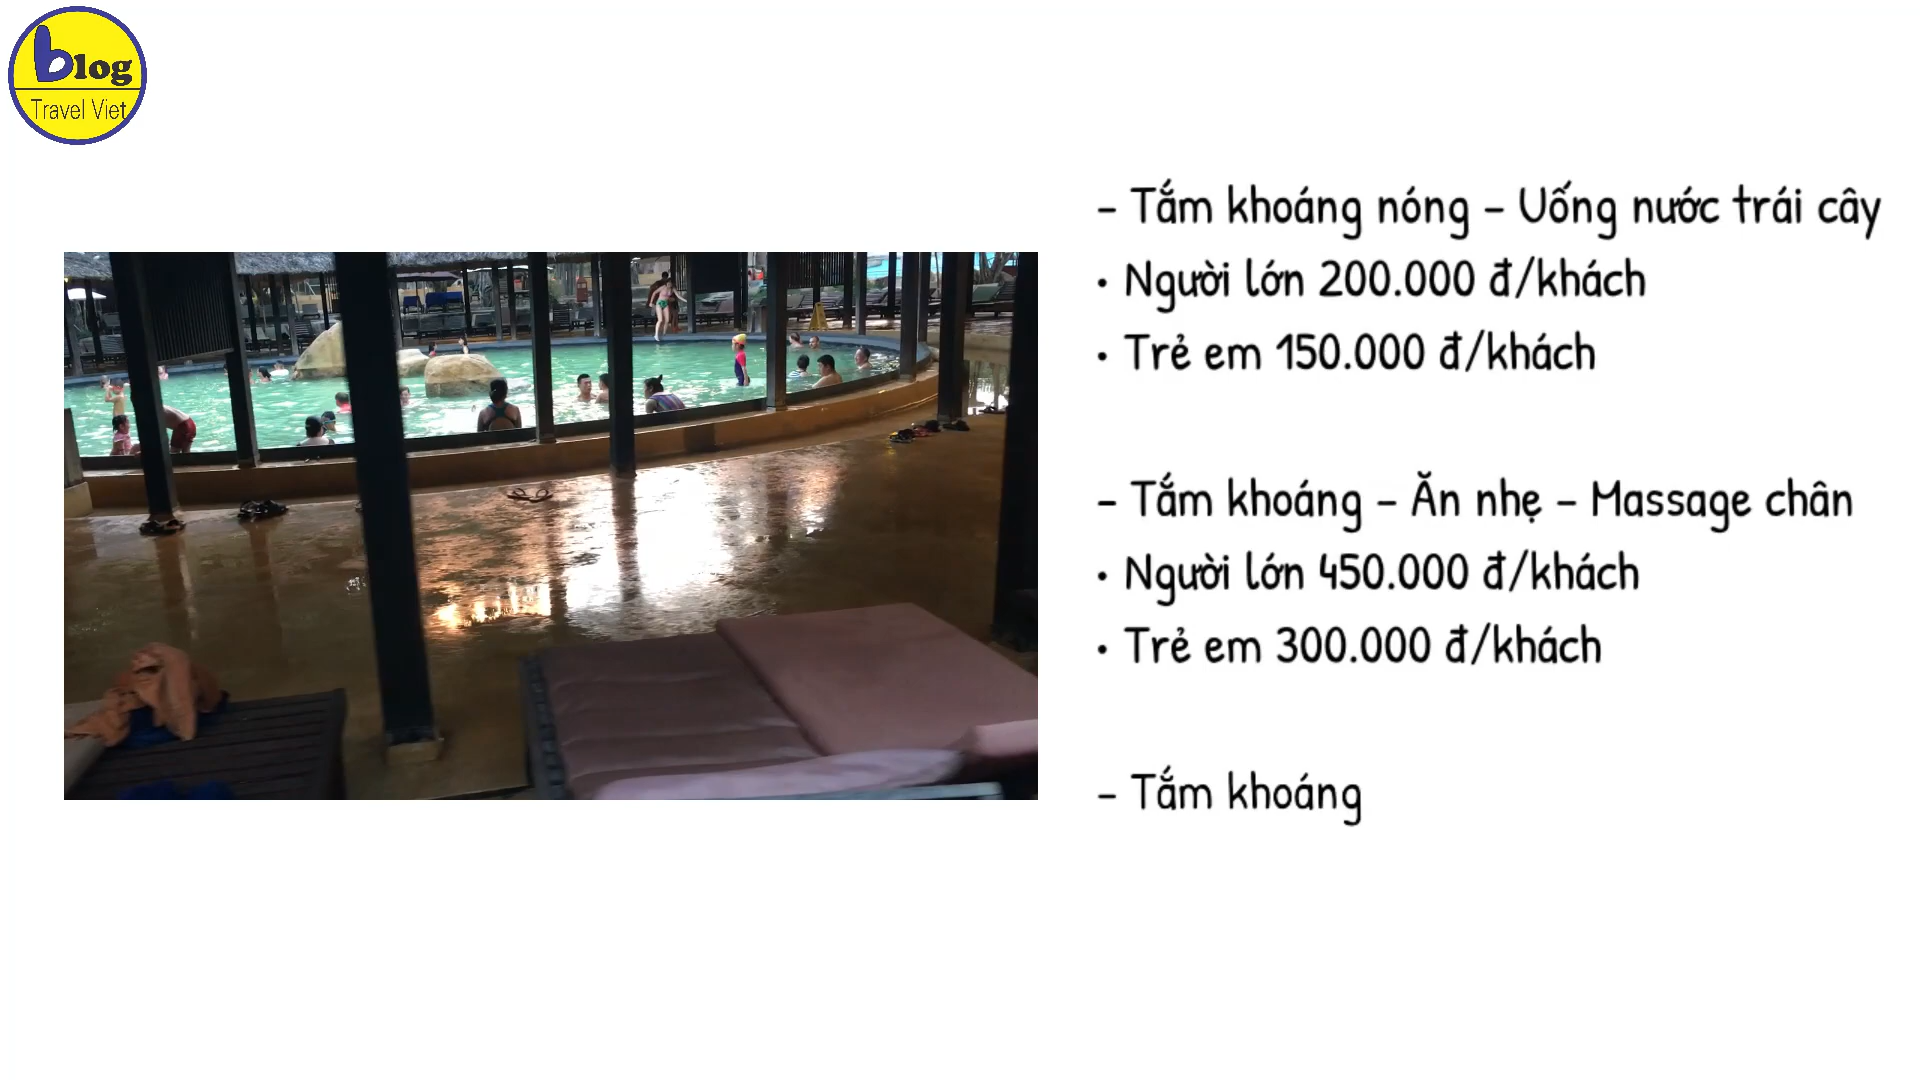 blog
Travel Viet
- Tắm khoáng nóng - Uống nước trái cây
• Người lớn 200.000 đ/khách
• Trẻ em 150.000 đ/khách
- Tắm khoáng - Ăn nhẹ - Massage chân
• Người lớn 450.000 đ/khách
• Trẻ em 300.000 đ/khách
- Tắm khoáng